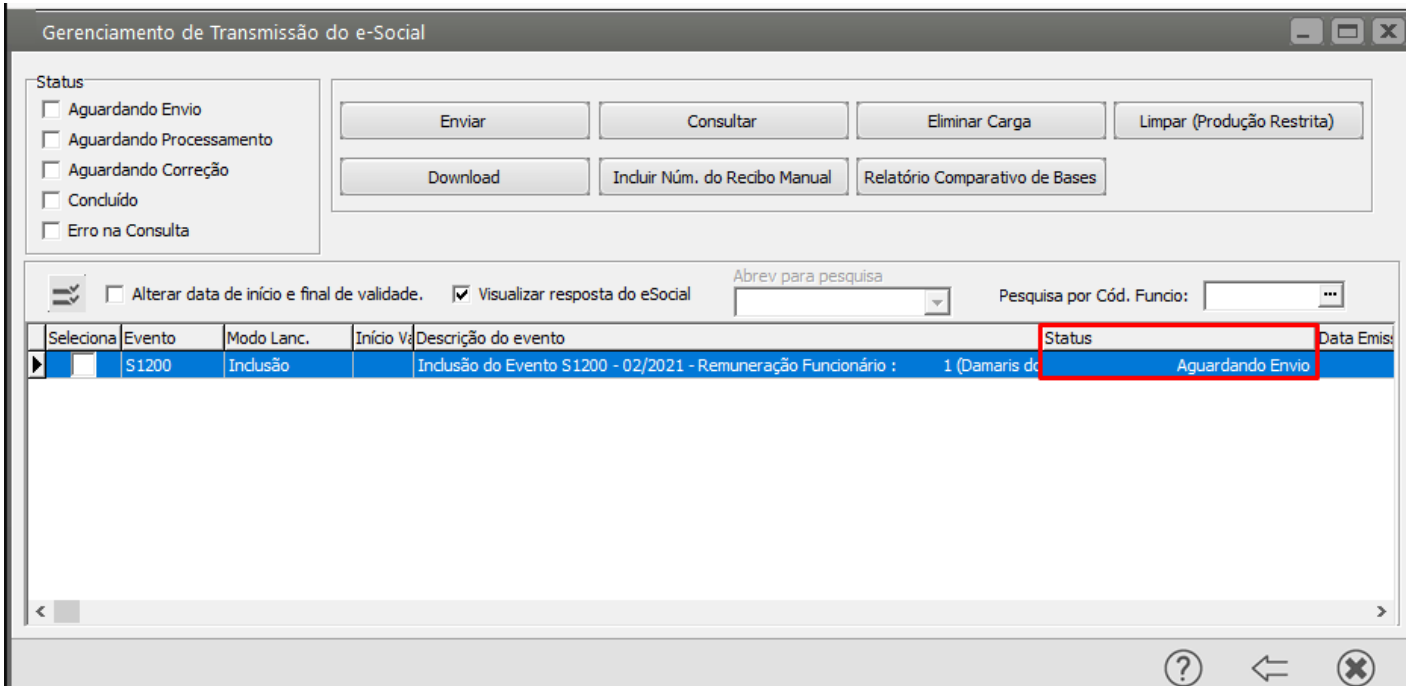 Gerenciamento de Transmissão do e-Social
Status
Aguardando Envio
Aguardando Processamento
Aguardando Correção
Concluído
Erro na Consulta
Enviar Consultar Eliminar Carga Limpar (Produção Restrita)
Download Incluir Núm. do Recibo Manual Relatório Comparativo de Bases
Alterar data de início e final de validade. Visualizar resposta do eSocial Abrev para pesquisa Pesquisa por Cód. Funcio: ...
Seleciona Evento Modo Lanc. Início Va Descrição do evento Status Data Emiss
S1200 Inclusão Inclusão do Evento S1200 - 02/2021 - Remuneração Funcionário : 1 (Damaris do Aguardando Envio